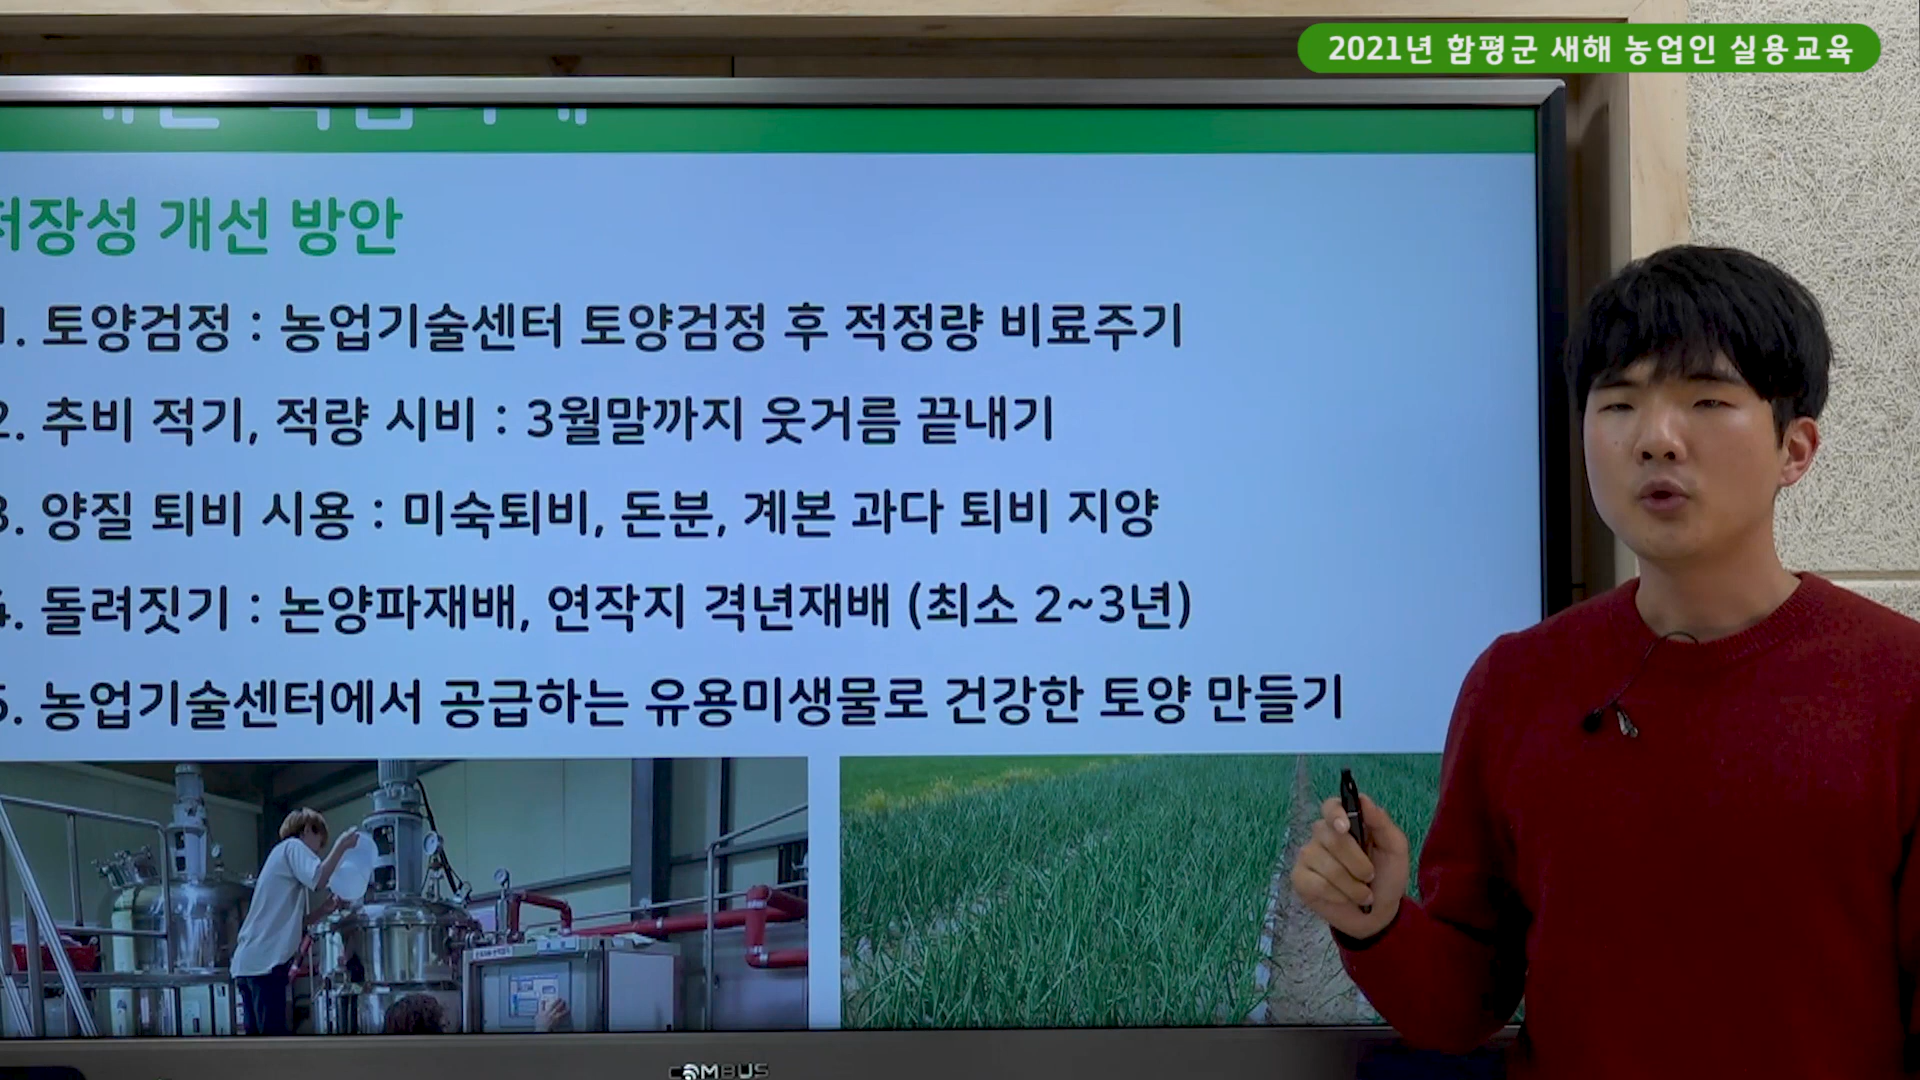 2021년 함평군 새해 농업인 실용교육
저장성 개선 방안
1. 토양검정 : 농업기술센터 토양검정 후 적정량 비료주기
2. 추비 적기, 적량 시비 : 3월말까지 웃거름 끝내기
3. 양질 퇴비 시용 : 미숙퇴비, 돈분, 계본 과다 퇴비 지양
4. 돌려짓기 : 논양파재배, 연작지 격년재배 (최소 2~3년)
5. 농업기술센터에서 공급하는 유용미생물로 건강한 토양 만들기
COMBUS